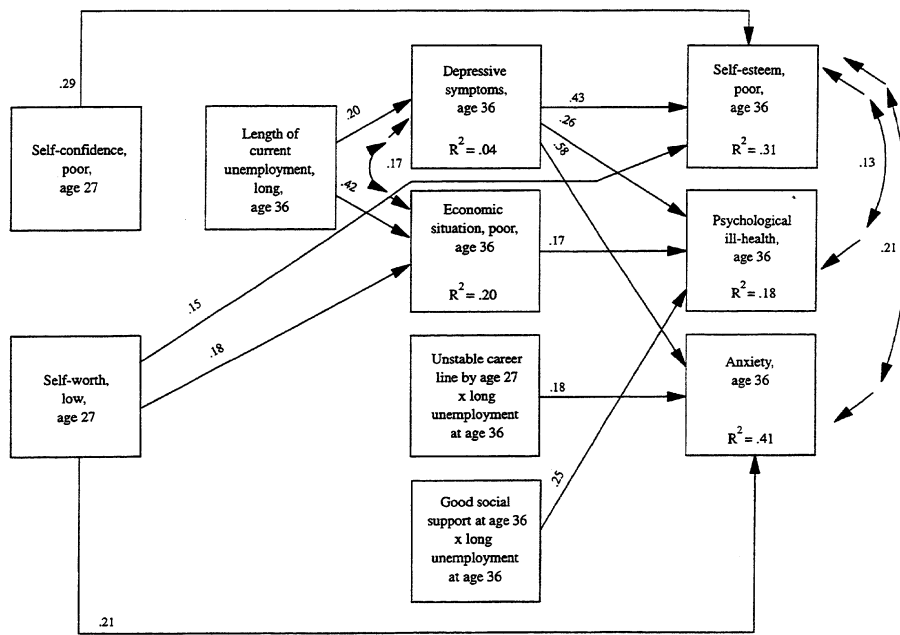 .29
Self-confidence,
poor,
age 27
Length of
current
unemployment,
long,
age 36
.20
.17
.42
Depressive
symptoms,
age 36
R² = .04
.43
.26
.58
Self-esteem,
poor,
age 36
R² = .31
.13
.21
Economic
situation, poor,
age 36
R² = .20
.17
Psychological
ill-health,
age 36
R² = .18
.15
.18
Self-worth,
low,
age 27
Unstable career
line by age 27
x long
unemployment
at age 36
.18
Anxiety,
age 36
R² = .41
Good social
support at age 36
x long
unemployment
at age 36
.25
.21